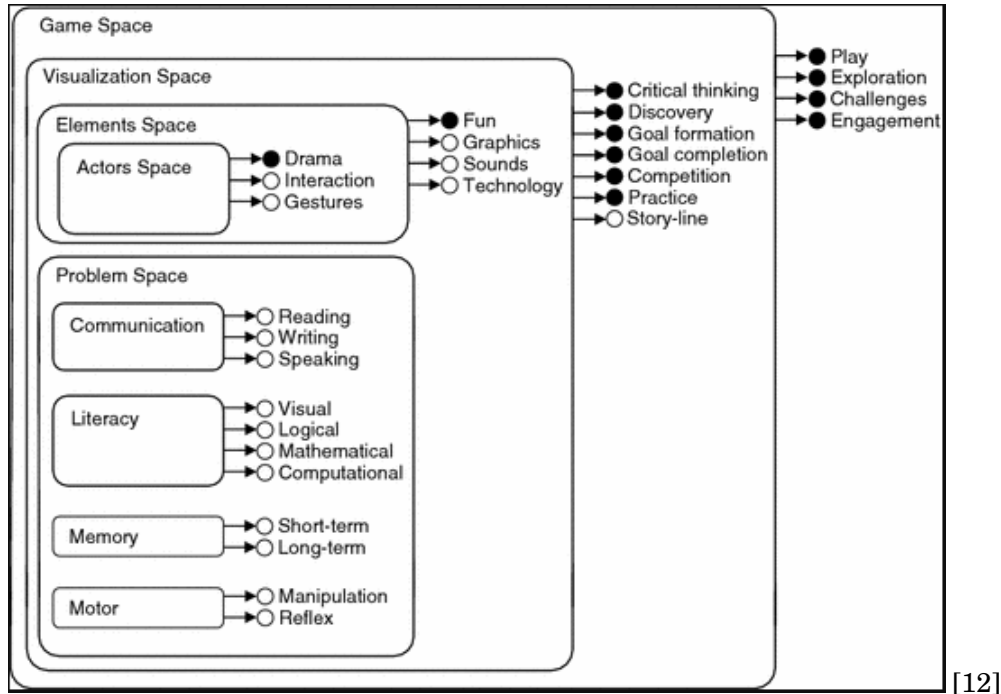 Game Space
Visualization Space
Elements Space
Actors Space
Drama
Interaction
Gestures
Fun
Graphics
Sounds
Technology
Critical thinking
Discovery
Goal formation
Goal completion
Competition
Practice
Story-line
Play
Exploration
Challenges
Engagement
Problem Space
Communication
Reading
Writing
Speaking
Literacy
Visual
Logical
Mathematical
Computational
Memory
Short-term
Long-term
Motor
Manipulation
Reflex
[12]